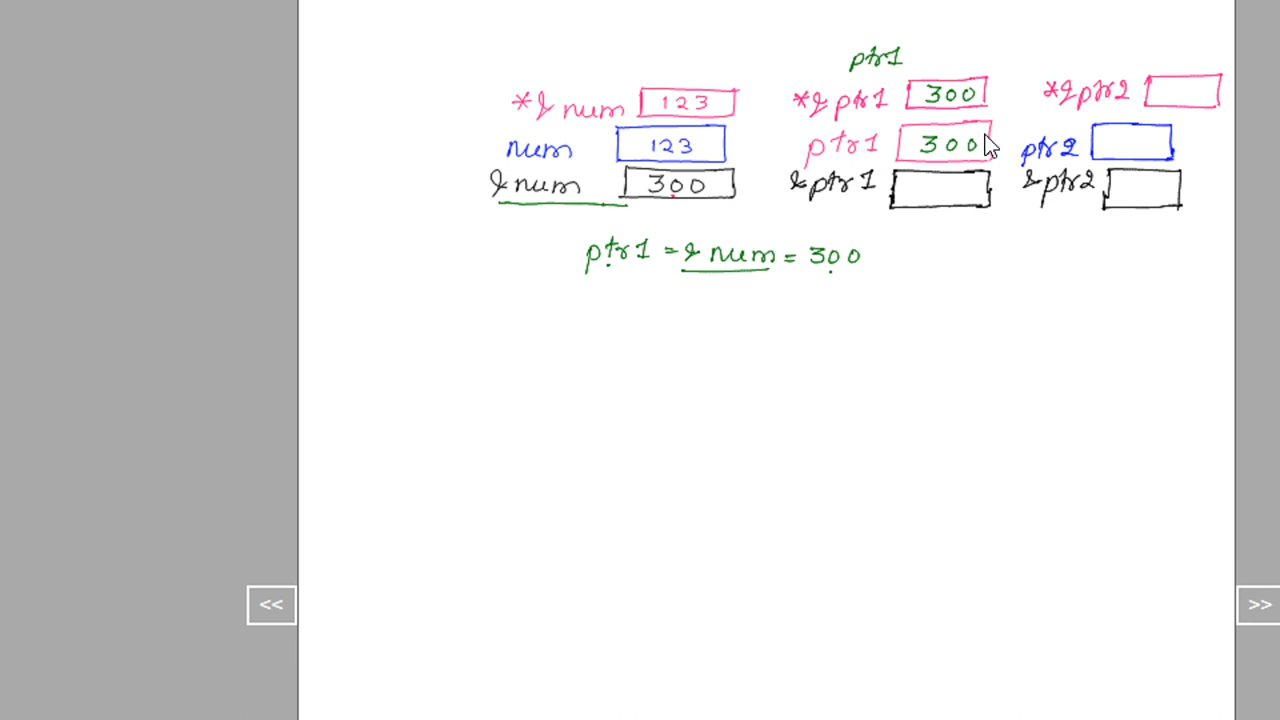 ptr1
*& num 123 *& ptr1 300 *&ptr2
num 123 ptr1 300 ptr2
& num 300 &ptr1 &ptr2
ptr1 = & num = 300
<< >>